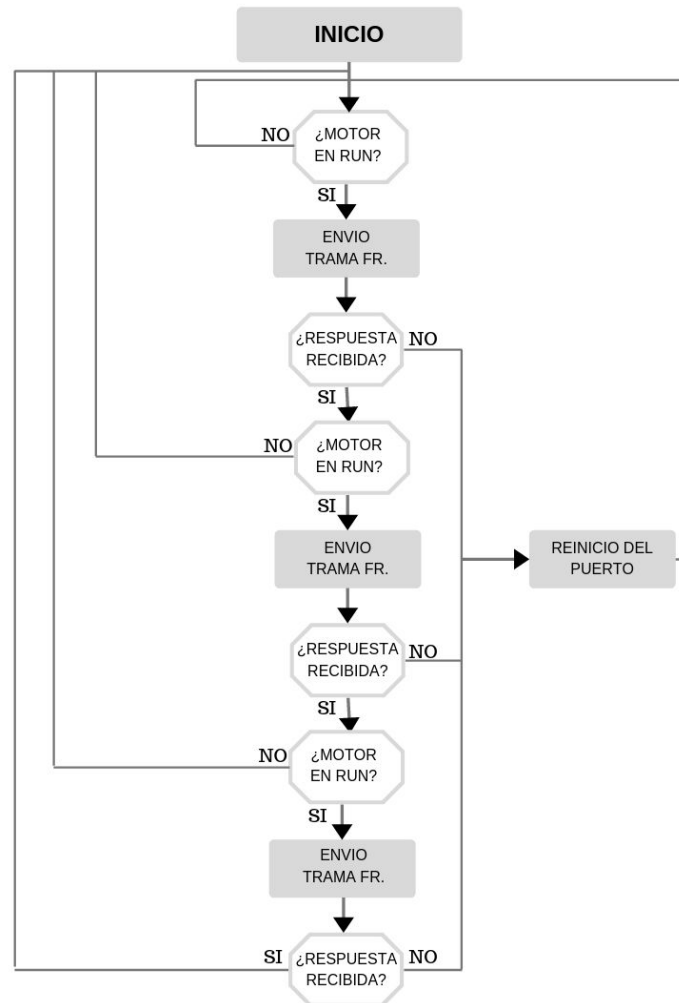 INICIO
NO
¿MOTOR
EN RUN?
SI
ENVIO
TRAMA FR.
¿RESPUESTA
RECIBIDA?
NO
SI
NO
¿MOTOR
EN RUN?
SI
ENVIO
TRAMA FR.
REINICIO DEL
PUERTO
¿RESPUESTA
RECIBIDA?
NO
SI
NO
¿MOTOR
EN RUN?
SI
ENVIO
TRAMA FR.
SI
¿RESPUESTA
RECIBIDA?
NO